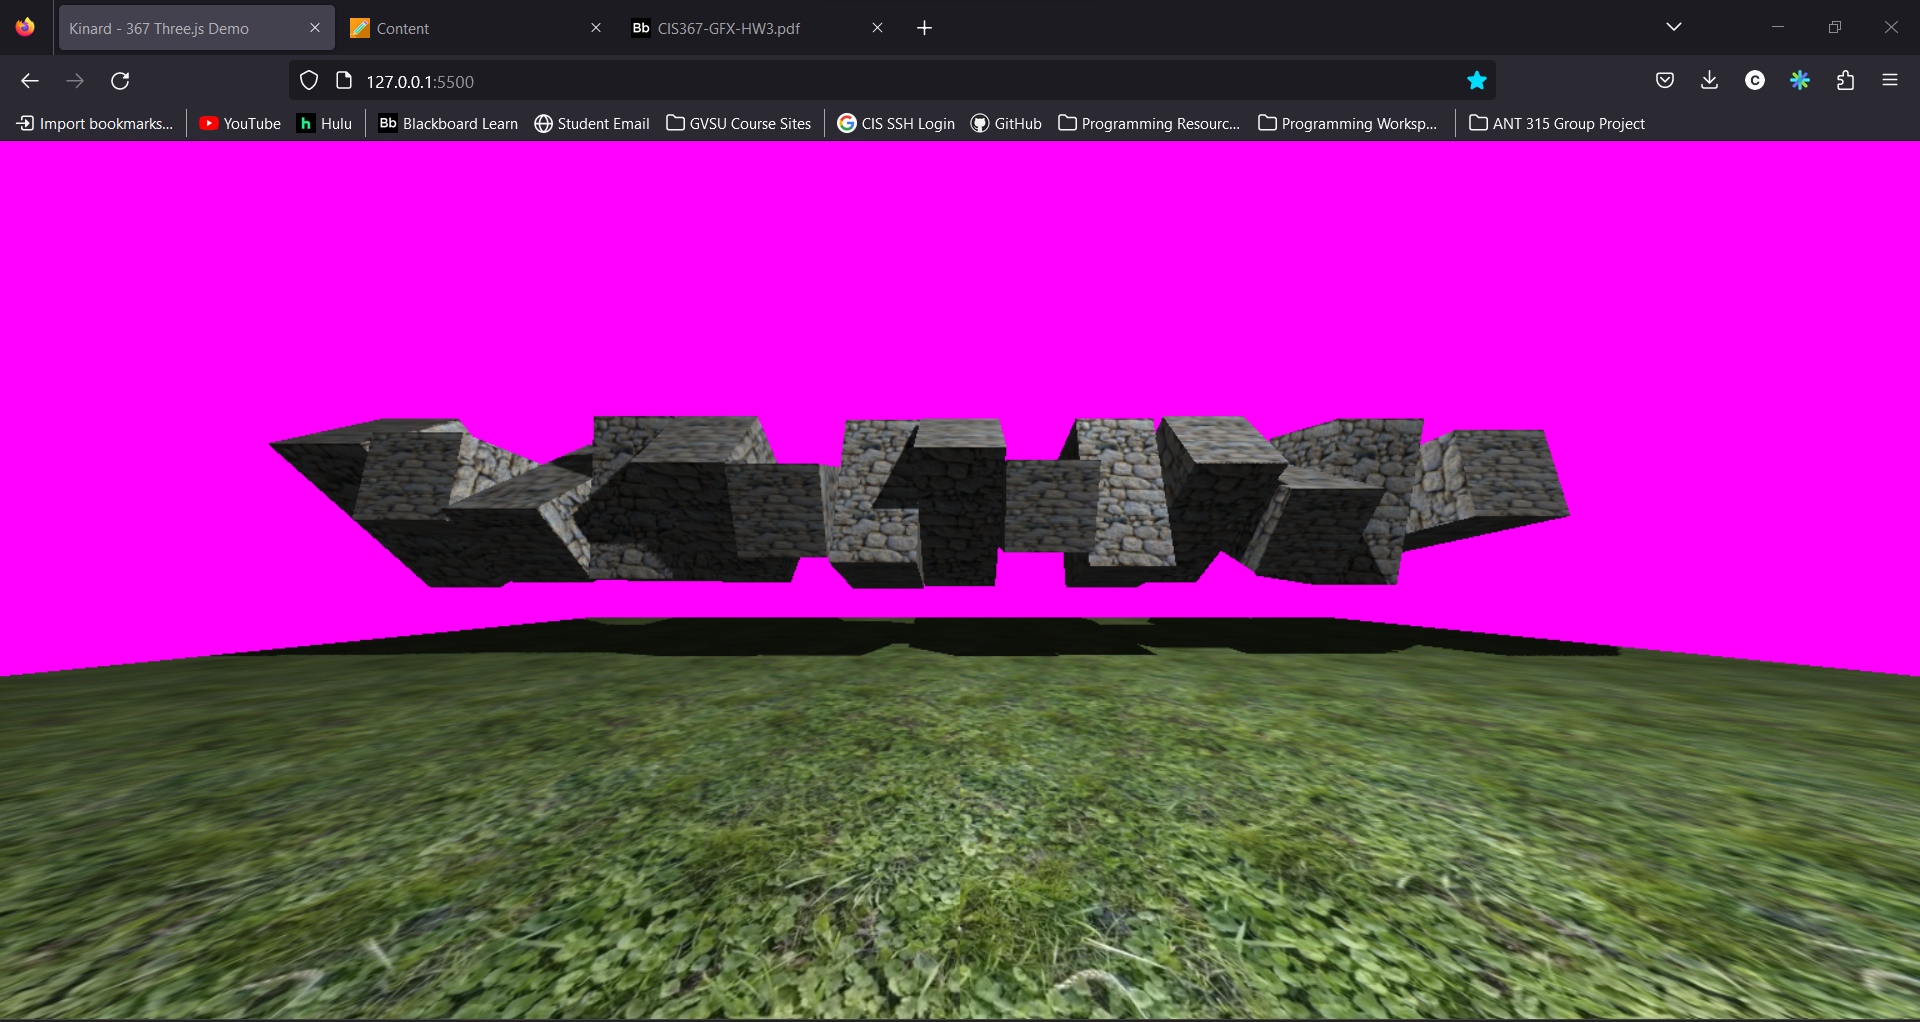 Kinard - 367 Three.js Demo
Content
Bb CIS367-GFX-HW3.pdf
127.0.0.1:5500
C
Import bookmarks...
YouTube
h Hulu
Bb Blackboard Learn
Student Email
GVSU Course Sites
G CIS SSH Login
GitHub
Programming Resourc...
Programming Worksp...
ANT 315 Group Project